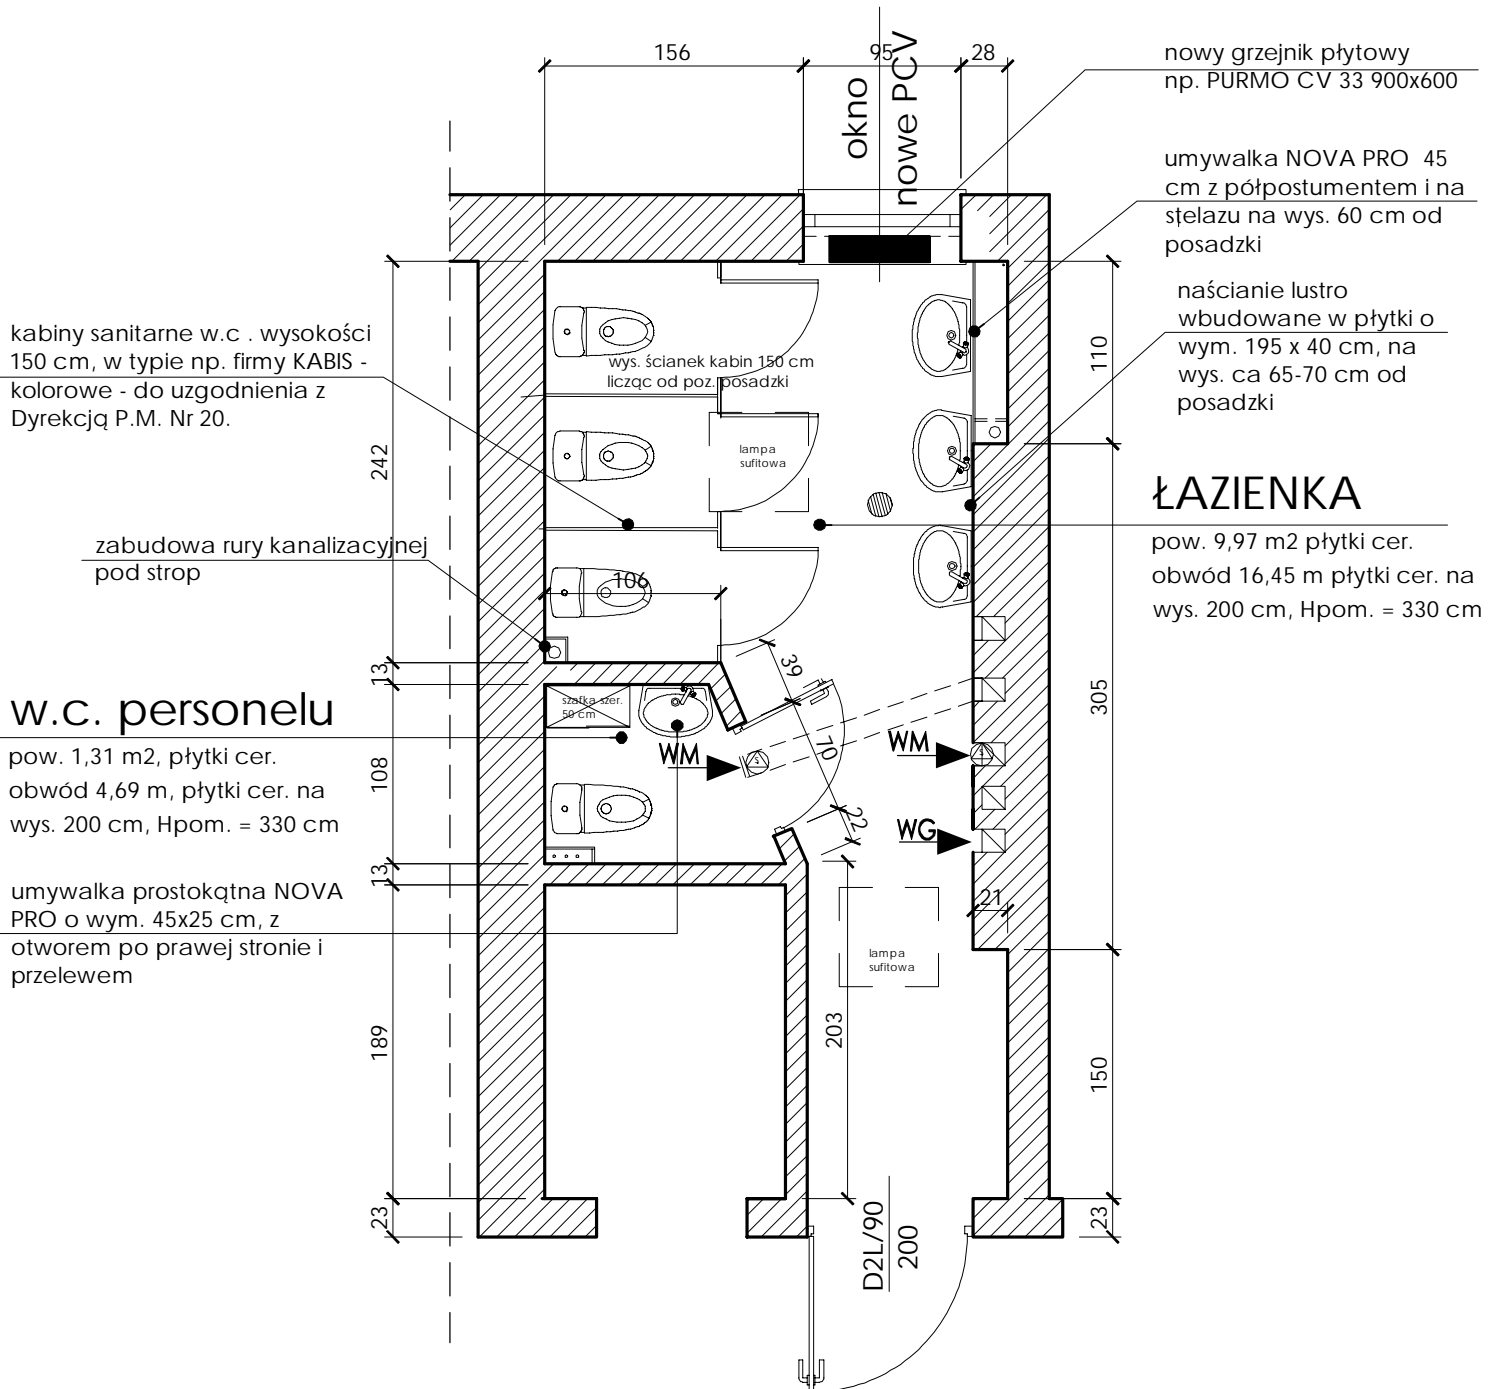 156
95
28
okno
nowe PCV
nowy grzejnik płytowy
np. PURMO CV 33 900x600
umywalka NOVA PRO 45
cm z półpostumentem i na
stelazu na wys. 60 cm od
posadzki
naścianie lustro
wbudowane w płytki o
wym. 195 x 40 cm, na
wys. ca 65-70 cm od
posadzki
kabiny sanitarne w.c . wysokości
150 cm, w typie np. firmy KABIS -
kolorowe - do uzgodnienia z
Dyrekcją P.M. Nr 20.
wys. ścianek kabin 150 cm
licząc od poz. posadzki
lampa
sufitowa
110
242
ŁAZIENKA
pow. 9,97 m2 płytki cer.
obwód 16,45 m płytki cer. na
wys. 200 cm, Hpom. = 330 cm
zabudowa rury kanalizacyjnej
pod strop
106
13
39
305
w.c. personelu
pow. 1,31 m2, płytki cer.
obwód 4,69 m, płytki cer. na
wys. 200 cm, Hpom. = 330 cm
szafka szer.
50 cm
WM
70
WM
108
22
WG
13
umywalka prostokątna NOVA
PRO o wym. 45x25 cm, z
otworem po prawej stronie i
przelewem
21
lampa
sufitowa
189
203
150
23
D2L/90
200
23